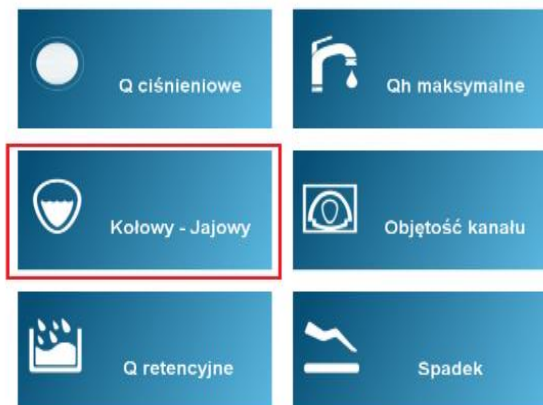 Q ciśnieniowe
Qh maksymalne
Kołowy - Jajowy
Objętość kanału
Q retencyjne
Spadek